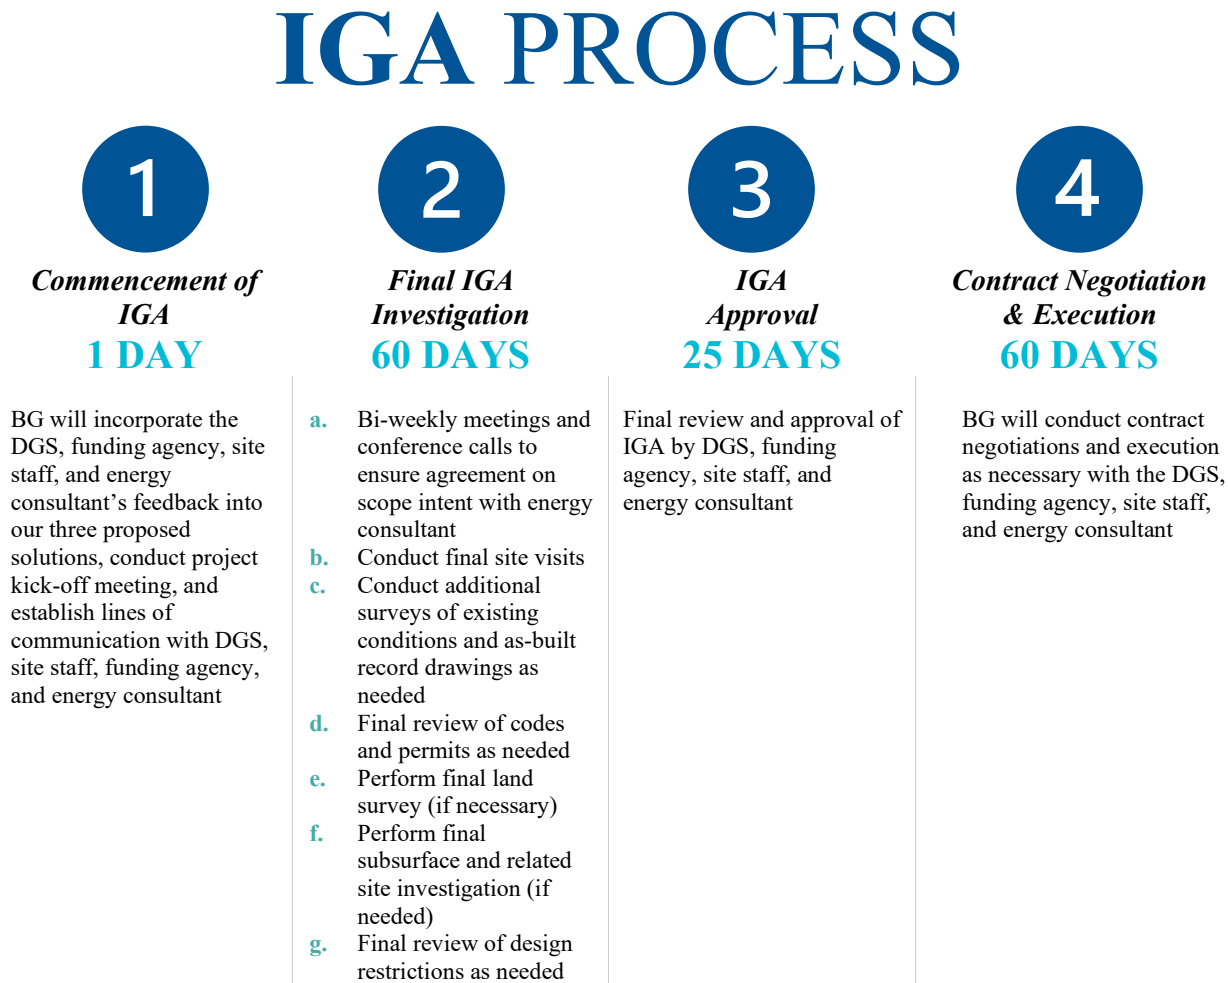 IGA PROCESS
1
Commencement of
IGA
1 DAY
BG will incorporate the
DGS, funding agency, site
staff, and energy
consultant’s feedback into
our three proposed
solutions, conduct project
kick-off meeting, and
establish lines of
communication with DGS,
site staff, funding agency,
and energy consultant
2
Final IGA
Investigation
60 DAYS
a. Bi-weekly meetings and
conference calls to
ensure agreement on
scope intent with energy
consultant
b. Conduct final site visits
c. Conduct additional
surveys of existing
conditions and as-built
record drawings as
needed
d. Final review of codes
and permits as needed
e. Perform final land
survey (if necessary)
f. Perform final
subsurface and related
site investigation (if
needed)
g. Final review of design
restrictions as needed
3
IGA
Approval
25 DAYS
Final review and approval of
IGA by DGS, funding
agency, site staff, and
energy consultant
4
Contract Negotiation
& Execution
60 DAYS
BG will conduct contract
negotiations and execution
as necessary with the DGS,
funding agency, site staff,
and energy consultant